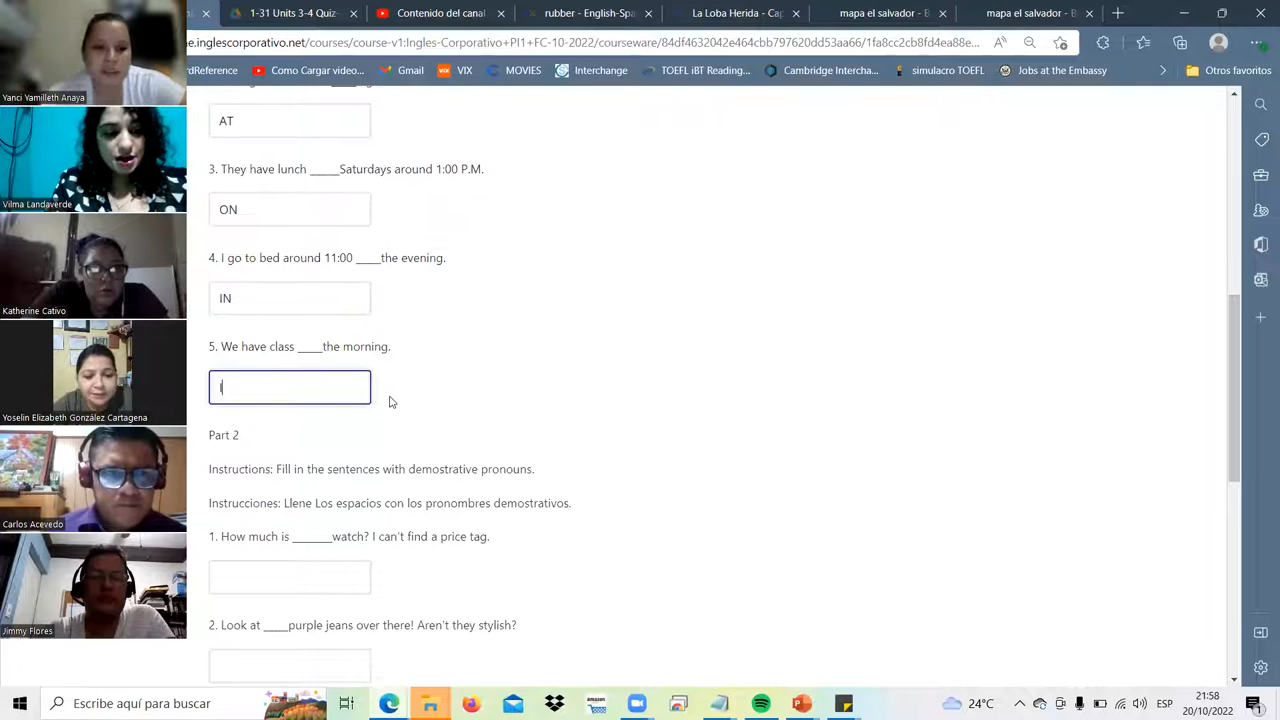 1-31 Units 3-4 Quiz-
Contenido del canal
rubber - English-Spa
La Loba Herida - Cap
mapa el salvador - B
mapa el salvador - B
.inglescorporativo.net/courses/course-v1:Ingles-Corporativo+PI1+FC-10-2022/courseware/84df4632042e464cbb797620dd53aa66/1fa8cc2cb8fd4ea88e...
rdReference
Como Cargar video...
Gmail
VIX
MOVIES
Interchange
TOEFL iBT Reading...
Cambridge Intercha...
simulacro TOEFL
Jobs at the Embassy
Otros favoritos
Yanci Yamilleth Anaya
AT
3. They have lunch _____Saturdays around 1:00 P.M.
Vilma Landaverde
ON
4. I go to bed around 11:00 ____the evening.
IN
Katherine Cativo
5. We have class ____the morning.
I
Yoselin Elizabeth González Cartagena
Part 2
Instructions: Fill in the sentences with demostrative pronouns.
Instrucciones: Llene Los espacios con los pronombres demostrativos.
Carlos Acevedo
1. How much is _______watch? I can't find a price tag.
2. Look at ____purple jeans over there! Aren't they stylish?
Jimmy Flores
Escribe aquí para buscar
amazon
24°C
ESP
21:58
20/10/2022
1